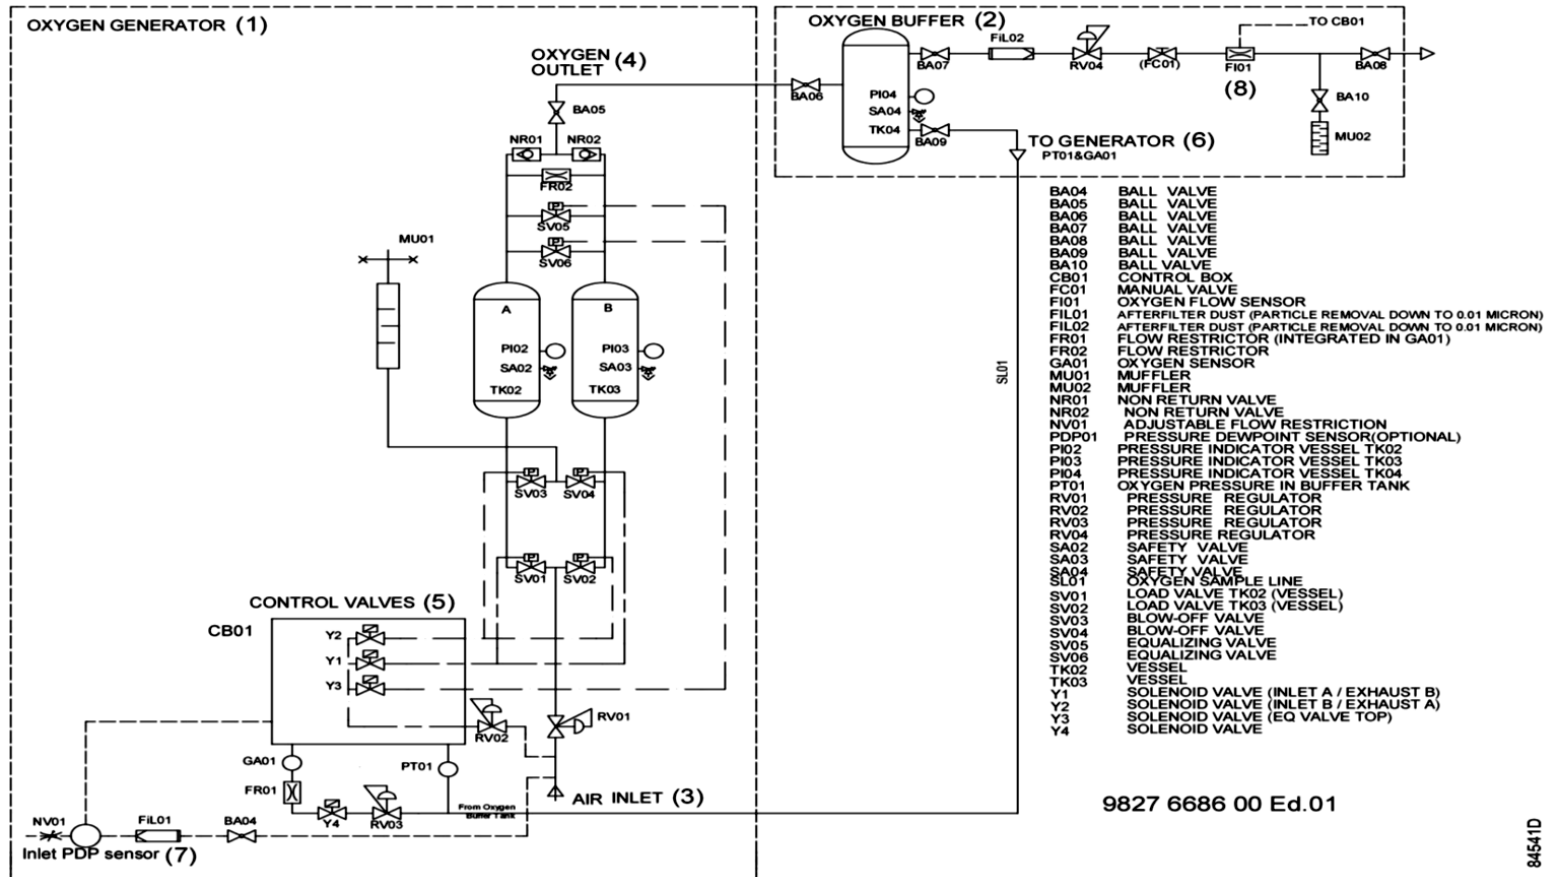 OXYGEN GENERATOR (1)
OXYGEN BUFFER (2)
TO CB01
FiL02
OXYGEN
OUTLET (4)
BA07
RV04
(FC01)
FI01
BA08
(8)
BA06
PI04
SA04
TK04
BA09
BA10
MU02
BA05
NR01
NR02
TO GENERATOR (6)
PT01&GA01
FR02
SV05
SV06
MU01
A
B
PI02
SA02
TK02
PI03
SA03
TK03
SL01
SV03
SV04
SV01
SV02
CONTROL VALVES (5)
CB01
Y2
Y1
Y3
RV02
RV01
GA01
PT01
FR01
AIR INLET (3)
From Oxygen
Buffer Tank
Y4
RV03
NV01
FiL01
BA04
Inlet PDP sensor (7)
BA04 BALL VALVE
BA05 BALL VALVE
BA06 BALL VALVE
BA07 BALL VALVE
BA08 BALL VALVE
BA09 BALL VALVE
BA10 BALL VALVE
CB01 CONTROL BOX
FC01 MANUAL VALVE
FI01 OXYGEN FLOW SENSOR
FIL01 AFTERFILTER DUST (PARTICLE REMOVAL DOWN TO 0.01 MICRON)
FIL02 AFTERFILTER DUST (PARTICLE REMOVAL DOWN TO 0.01 MICRON)
FR01 FLOW RESTRICTOR (INTEGRATED IN GA01)
FR02 FLOW RESTRICTOR
GA01 OXYGEN SENSOR
MU01 MUFFLER
MU02 MUFFLER
NR01 NON RETURN VALVE
NR02 NON RETURN VALVE
NV01 ADJUSTABLE FLOW RESTRICTION
PDP01 PRESSURE DEWPOINT SENSOR(OPTIONAL)
PI02 PRESSURE INDICATOR VESSEL TK02
PI03 PRESSURE INDICATOR VESSEL TK03
PI04 PRESSURE INDICATOR VESSEL TK04
PT01 OXYGEN PRESSURE IN BUFFER TANK
RV01 PRESSURE REGULATOR
RV02 PRESSURE REGULATOR
RV03 PRESSURE REGULATOR
RV04 PRESSURE REGULATOR
SA02 SAFETY VALVE
SA03 SAFETY VALVE
SA04 SAFETY VALVE
SL01 OXYGEN SAMPLE LINE
SV01 LOAD VALVE TK02 (VESSEL)
SV02 LOAD VALVE TK03 (VESSEL)
SV03 BLOW-OFF VALVE
SV04 BLOW-OFF VALVE
SV05 EQUALIZING VALVE
SV06 EQUALIZING VALVE
TK02 VESSEL
TK03 VESSEL
Y1 SOLENOID VALVE (INLET A / EXHAUST B)
Y2 SOLENOID VALVE (INLET B / EXHAUST A)
Y3 SOLENOID VALVE (EQ VALVE TOP)
Y4 SOLENOID VALVE
9827 6686 00 Ed.01
84541D